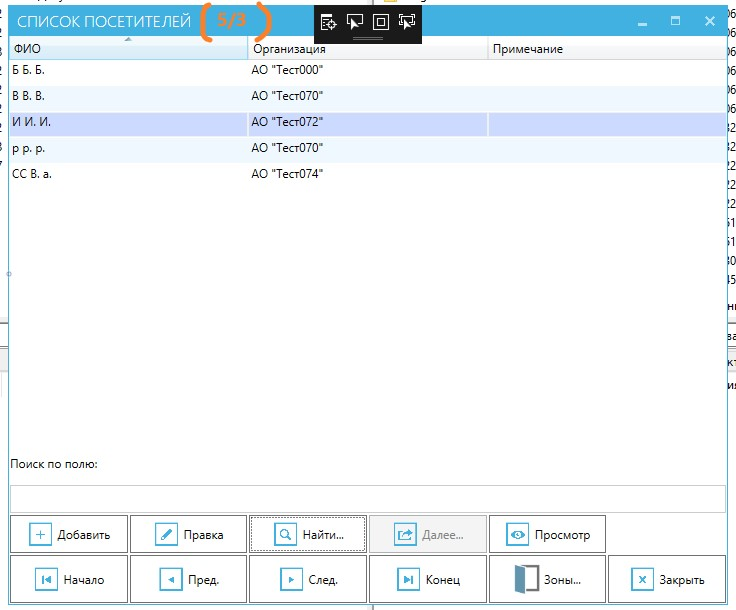 СПИСОК ПОСЕТИТЕЛЕЙ (5/3)
ФИО Организация Примечание
Б Б. Б. АО "Тест000"
В В. В. АО "Тест070"
И И. И. АО "Тест072"
р р. р. АО "Тест070"
СС В. а. АО "Тест074"
Поиск по полю:
Добавить Правка Найти... Далее... Просмотр
Начало Пред. След. Конец Зоны... Закрыть